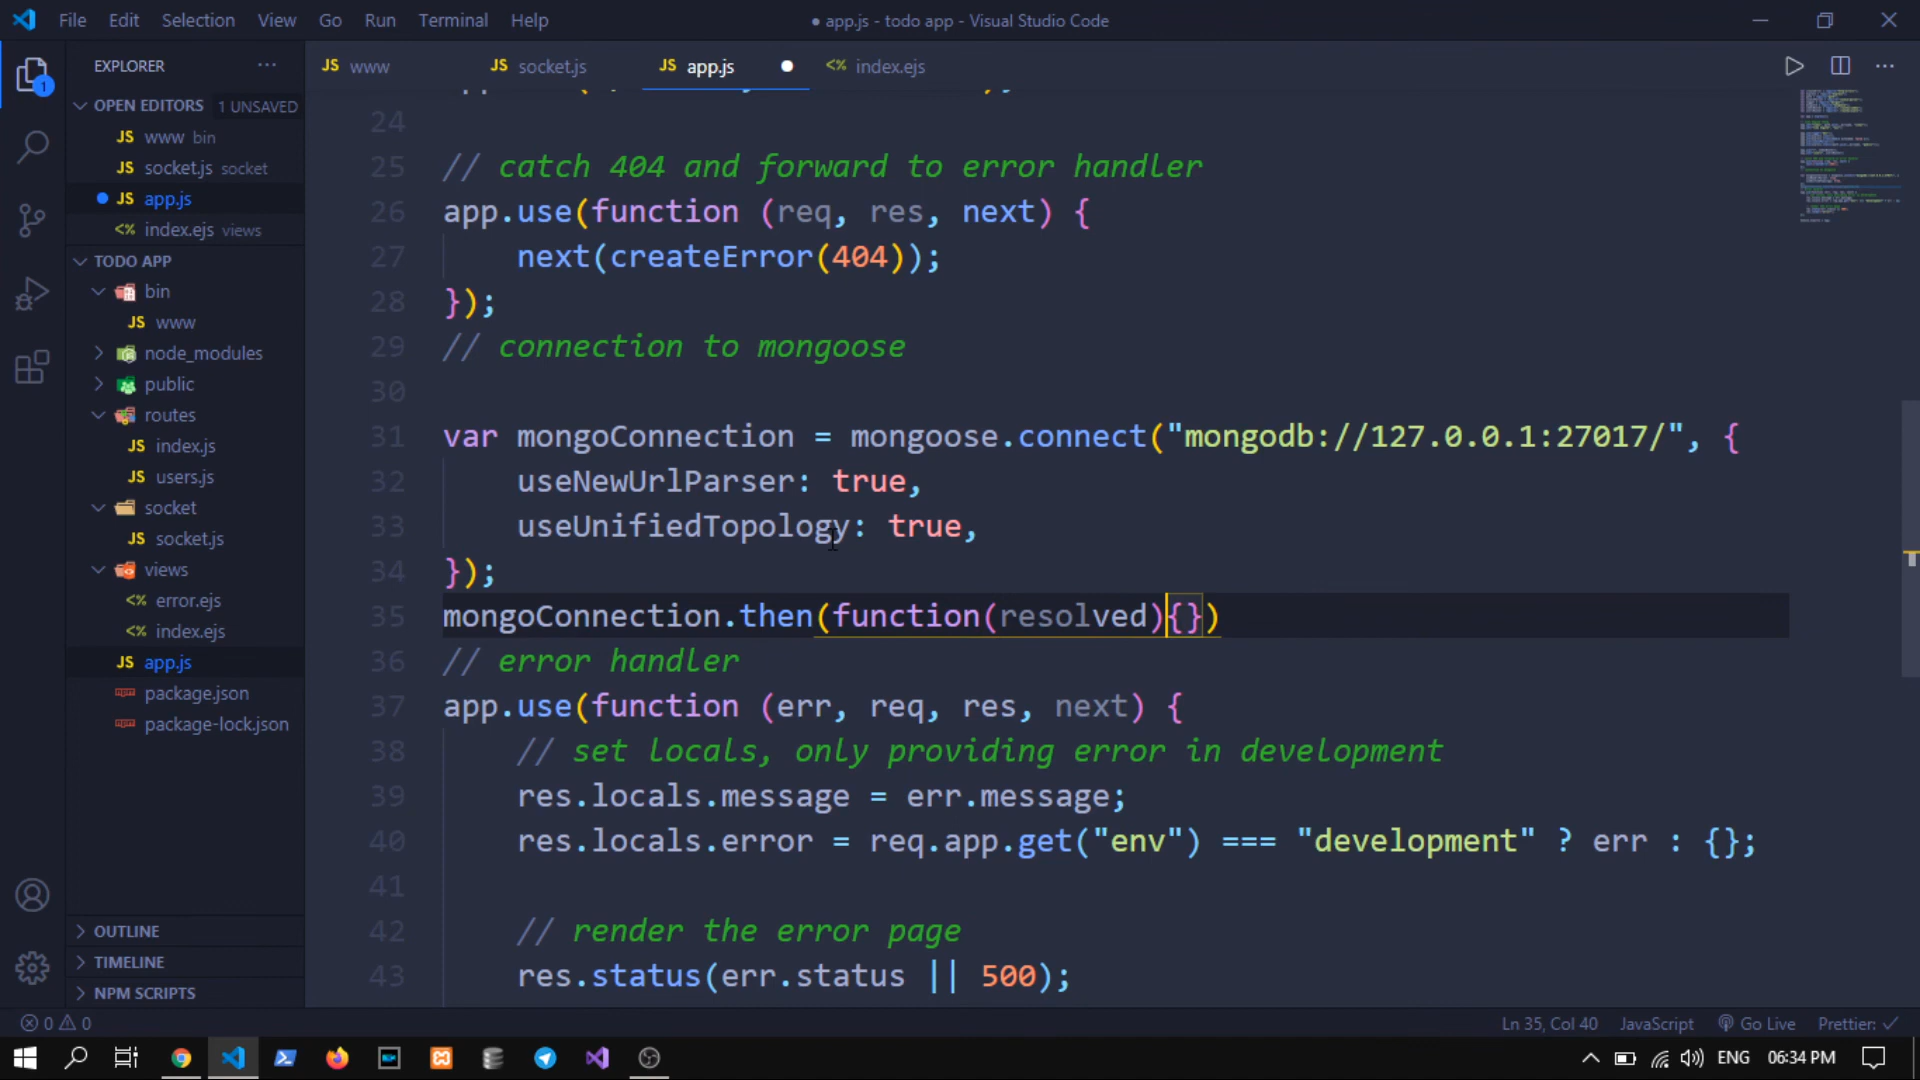 File Edit Selection View Go Run Terminal Help
● app.js - todo app - Visual Studio Code
EXPLORER ···
JS www
JS socket.js
JS app.js ●
<% index.ejs
OPEN EDITORS 1 UNSAVED
JS www bin
JS socket.js socket
● JS app.js
<% index.ejs views
TODO APP
bin
JS www
node_modules
public
routes
JS index.js
JS users.js
socket
JS socket.js
views
<% error.ejs
<% index.ejs
JS app.js
package.json
package-lock.json
OUTLINE
TIMELINE
NPM SCRIPTS
1
24
25 // catch 404 and forward to error handler
26 app.use(function (req, res, next) {
27 next(createError(404));
28 });
29 // connection to mongoose
30
31 var mongoConnection = mongoose.connect("mongodb://127.0.0.1:27017/", {
32 useNewUrlParser: true,
33 useUnifiedTopology: true,
34 });
35 mongoConnection.then(function(resolved){})
36 // error handler
37 app.use(function (err, req, res, next) {
38 // set locals, only providing error in development
39 res.locals.message = err.message;
40 res.locals.error = req.app.get("env") === "development" ? err : {};
41
42 // render the error page
43 res.status(err.status || 500);
0 0
Ln 35, Col 40 JavaScript Go Live Prettier: ✓
ENG 06:34 PM